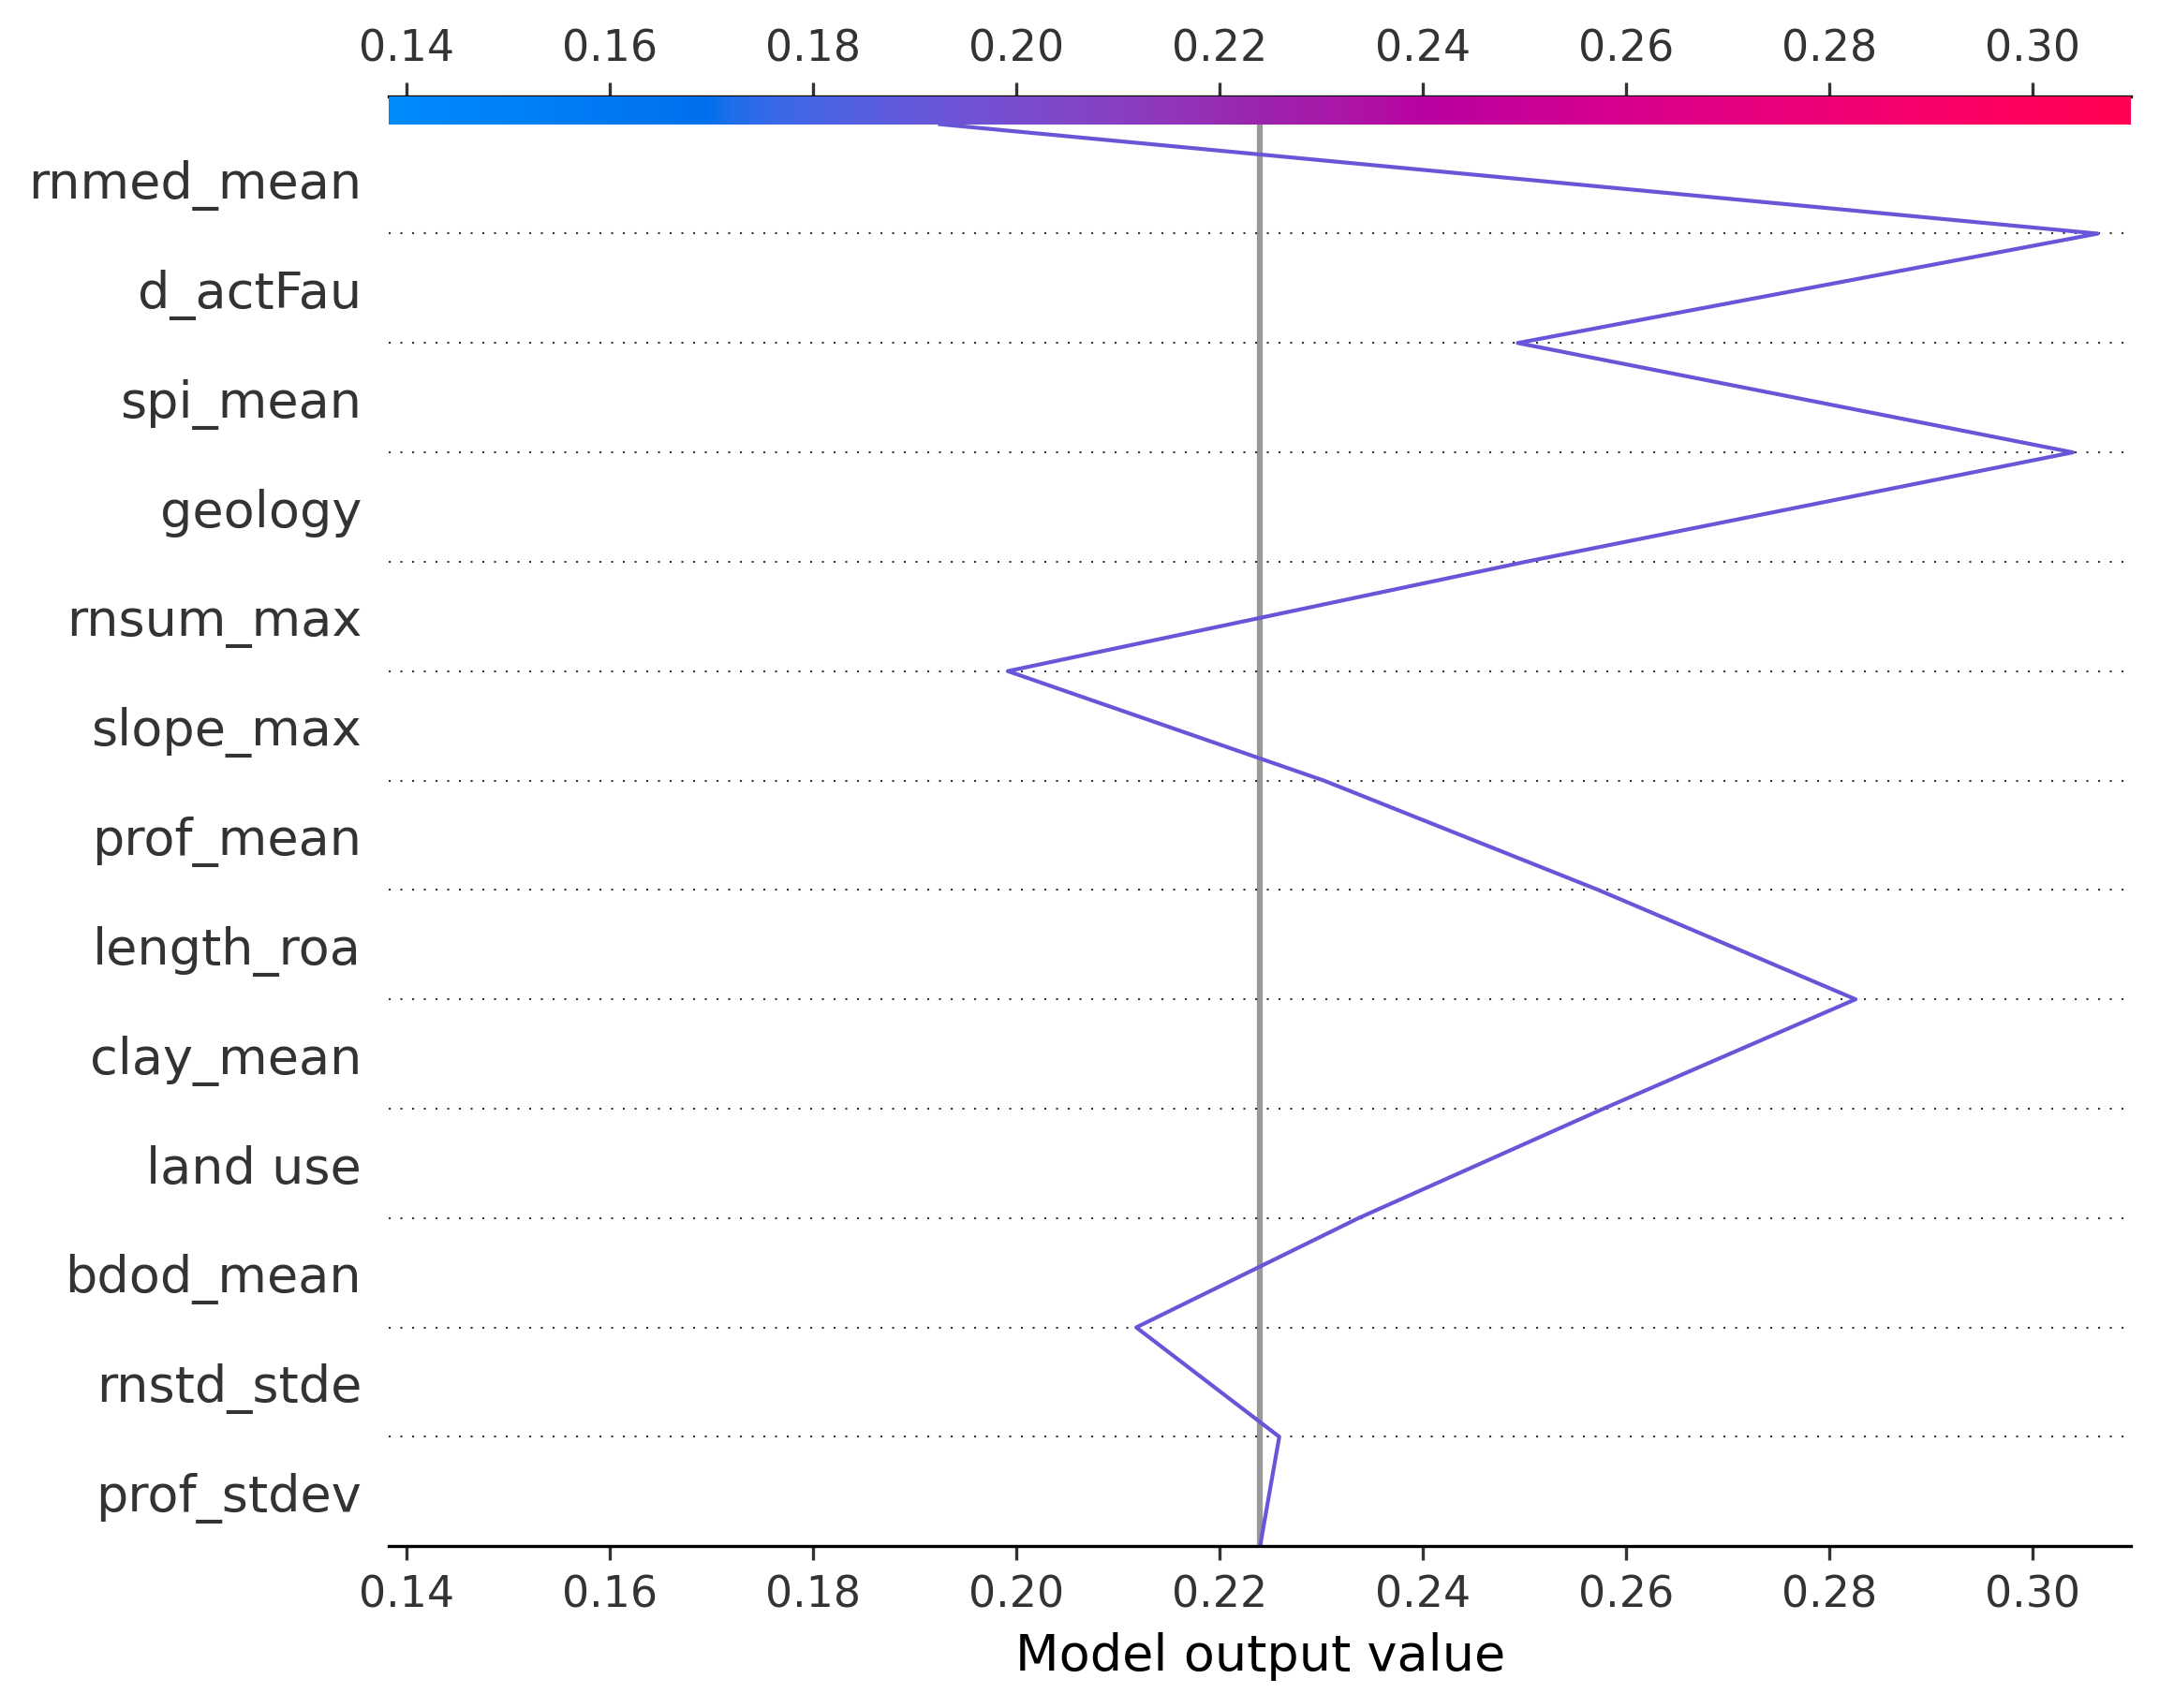 0.14 0.16 0.18 0.20 0.22 0.24 0.26 0.28 0.30
rnmed_mean
d_actFau
spi_mean
geology
rnsum_max
slope_max
prof_mean
length_roa
clay_mean
land use
bdod_mean
rnstd_stde
prof_stdev
0.14 0.16 0.18 0.20 0.22 0.24 0.26 0.28 0.30
Model output value